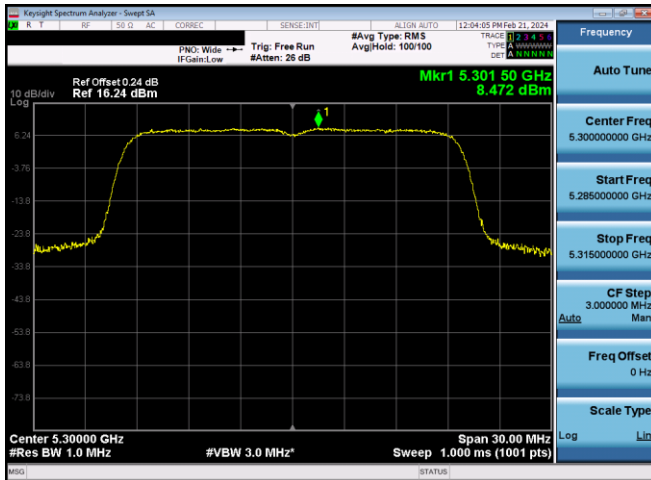 Keysight Spectrum Analyzer - Swept SA
R T RF 50 Ω AC CORREC SENSE:INT ALIGN AUTO 12:04:05 PM Feb 21, 2024
PNO: Wide Trig: Free Run #Avg Type: RMS TRACE 1 2 3 4 5 6
IFGain:Low #Atten: 26 dB Avg|Hold: 100/100 TYPE A WWWWW
DET A N N N N N
Mkr1 5.301 50 GHz
8.472 dBm
Ref Offset 0.24 dB
10 dB/div Ref 16.24 dBm
Log
1
6.24
-3.76
-13.8
-23.8
-33.8
-43.8
-53.8
-63.8
-73.8
Center 5.30000 GHz Span 30.00 MHz
#Res BW 1.0 MHz #VBW 3.0 MHz* Sweep 1.000 ms (1001 pts)
MSG STATUS
Frequency
Auto Tune
Center Freq
5.300000000 GHz
Start Freq
5.285000000 GHz
Stop Freq
5.315000000 GHz
CF Step
3.000000 MHz
Auto Man
Freq Offset
0 Hz
Scale Type
Log Lin